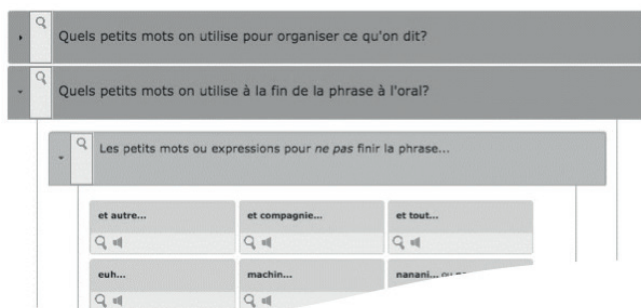 Quels petits mots on utilise pour organiser ce qu'on dit?
Quels petits mots on utilise à la fin de la phrase à l'oral?
Les petits mots ou expressions pour ne pas finir la phrase...
et autre... et compagnie... et tout...
euh... machin... nanani... ou